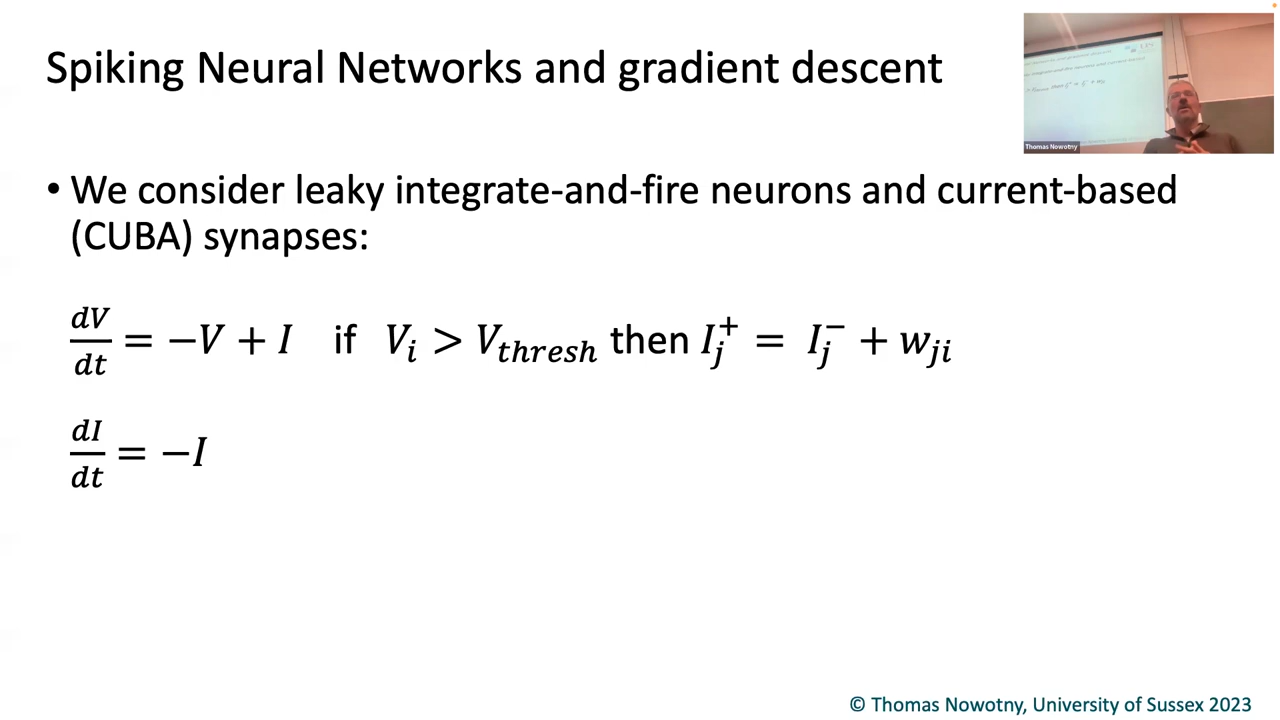 Spiking Neural Networks and gradient descent
Thomas Nowotny
• We consider leaky integrate-and-fire neurons and current-based
(CUBA) synapses:
dV/dt = −V + I if V_i > V_thresh then I_j^+ = I_j^- + w_ji
dI/dt = −I
© Thomas Nowotny, University of Sussex 2023